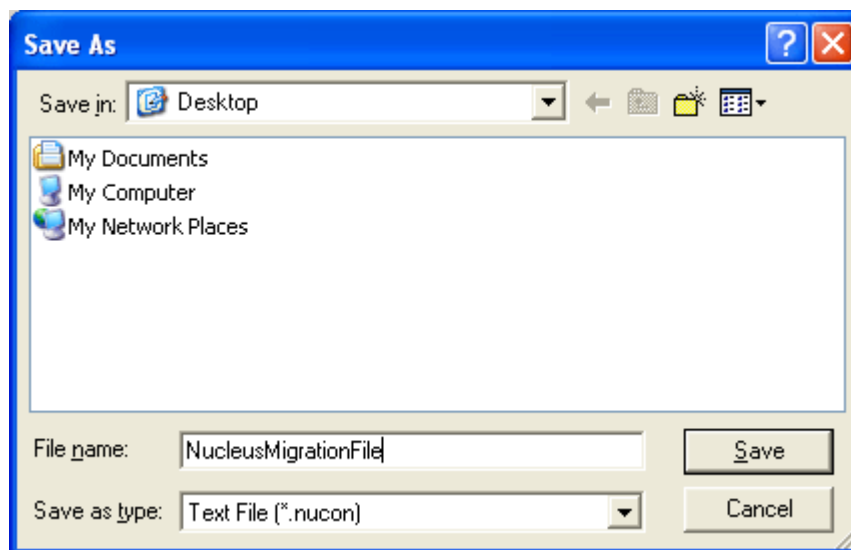 Save As
Save in: Desktop
My Documents
My Computer
My Network Places
File name: NucleusMigrationFile Save
Save as type: Text File (*.nucon) Cancel